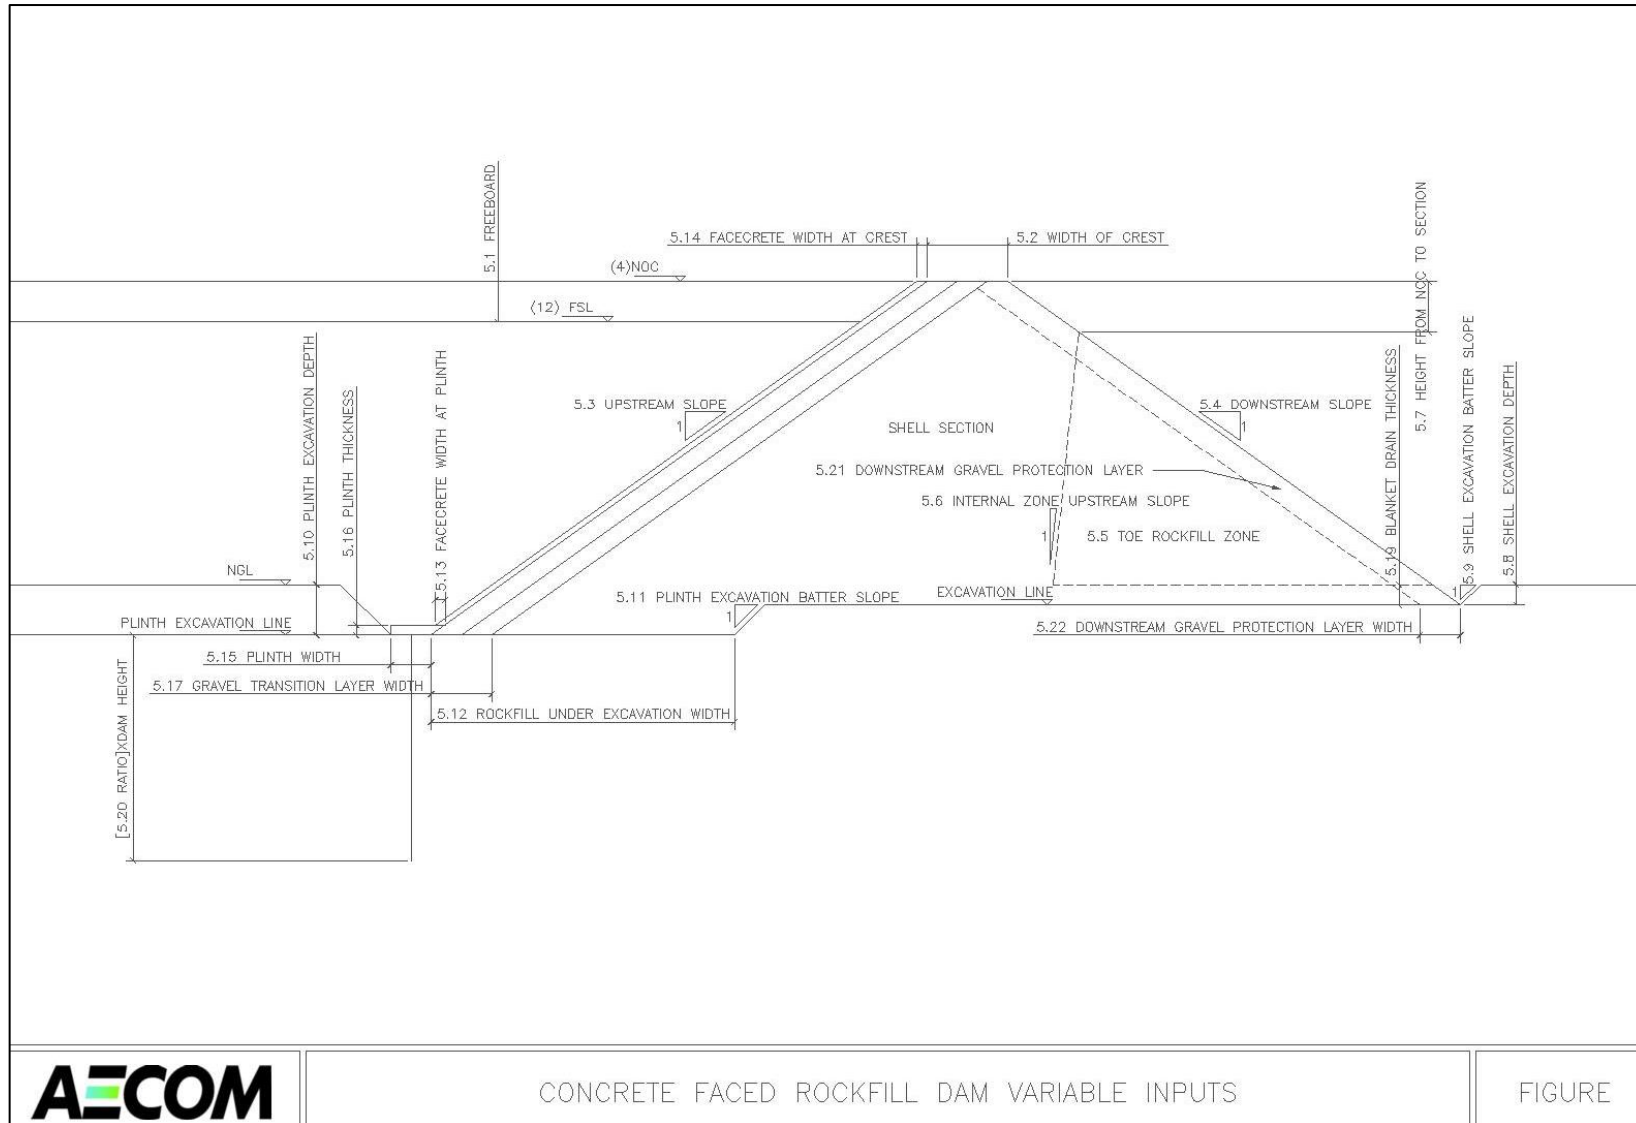 5.1 FREEBOARD
5.14 FACECRETE WIDTH AT CREST
5.2 WIDTH OF CREST
5.7 HEIGHT FROM NOC TO SECTION
(4)NOC
(12) FSL
5.10 PLINTH EXCAVATION DEPTH
5.16 PLINTH THICKNESS
5.13 FACECRETE WIDTH AT PLINTH
5.3 UPSTREAM SLOPE
1
5.4 DOWNSTREAM SLOPE
1
SHELL SECTION
5.21 DOWNSTREAM GRAVEL PROTECTION LAYER
5.6 INTERNAL ZONE UPSTREAM SLOPE
1
5.5 TOE ROCKFILL ZONE
5.19 BLANKET DRAIN THICKNESS
5.9 SHELL EXCAVATION BATTER SLOPE
1
5.8 SHELL EXCAVATION DEPTH
NGL
5.11 PLINTH EXCAVATION BATTER SLOPE
1
EXCAVATION LINE
PLINTH EXCAVATION LINE
5.22 DOWNSTREAM GRAVEL PROTECTION LAYER WIDTH
5.15 PLINTH WIDTH
5.17 GRAVEL TRANSITION LAYER WIDTH
5.12 ROCKFILL UNDER EXCAVATION WIDTH
[5.20 RATIO]XDAM HEIGHT
AECOM
CONCRETE FACED ROCKFILL DAM VARIABLE INPUTS
FIGURE